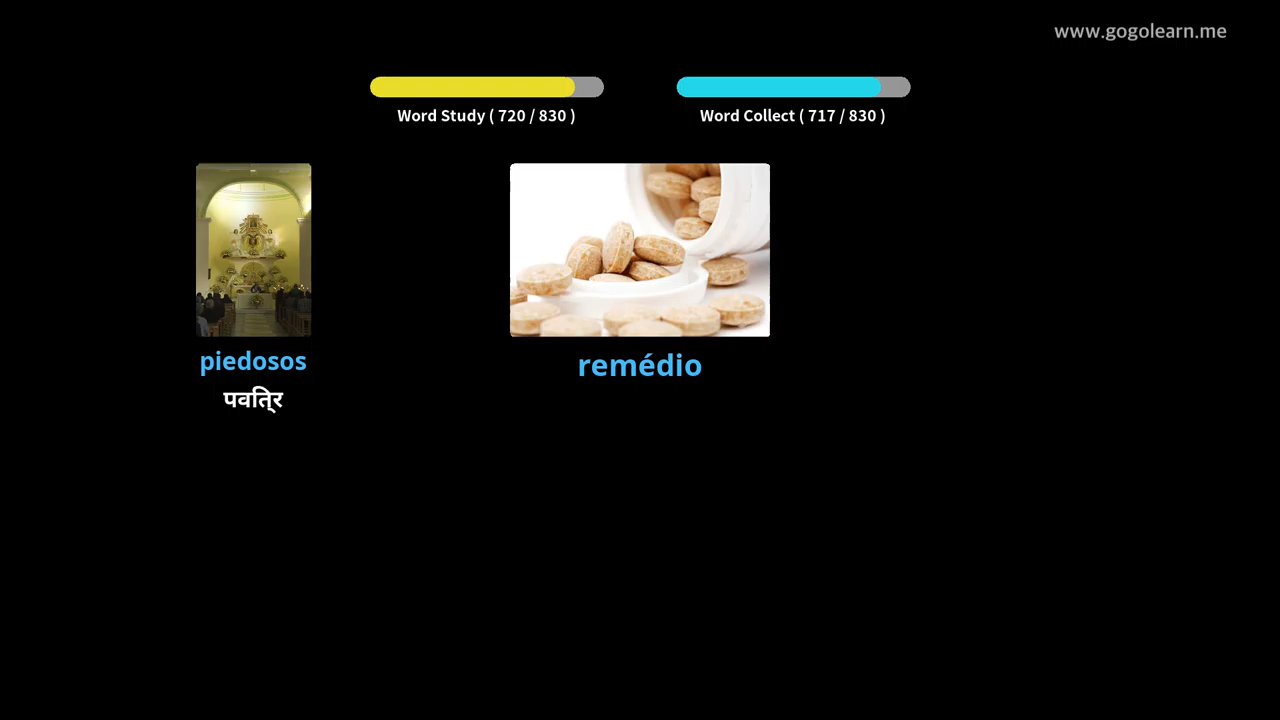 www.gogolearn.me
Word Study ( 720 / 830 )
Word Collect ( 717 / 830 )
piedosos
पवित्र
remédio